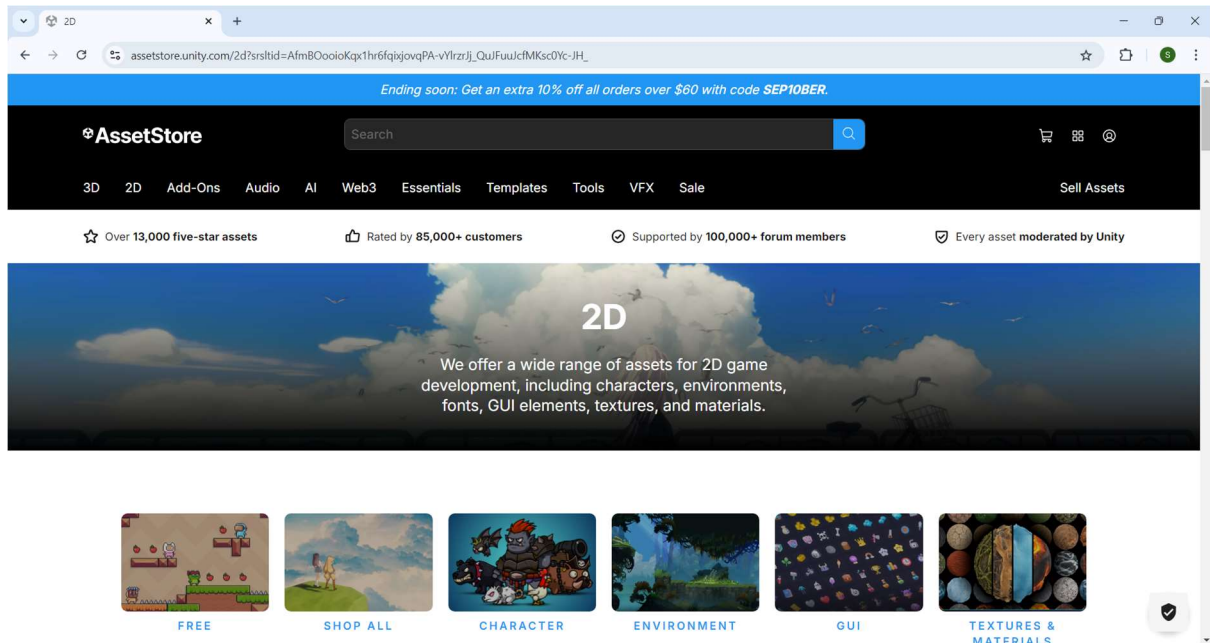 2D
assetstore.unity.com/2d?srsltid=AfmBOooioKqx1hr6fqixjovqPA-vYlrzrJj_QuJFuuJcfMKsc0Yc-JH_
S
Ending soon: Get an extra 10% off all orders over $60 with code SEP10BER.
AssetStore
Search
3D 2D Add-Ons Audio AI Web3 Essentials Templates Tools VFX Sale Sell Assets
Over 13,000 five-star assets Rated by 85,000+ customers Supported by 100,000+ forum members Every asset moderated by Unity
2D
We offer a wide range of assets for 2D game
development, including characters, environments,
fonts, GUI elements, textures, and materials.
FREE SHOP ALL CHARACTER ENVIRONMENT GUI TEXTURES &
MATERIALS